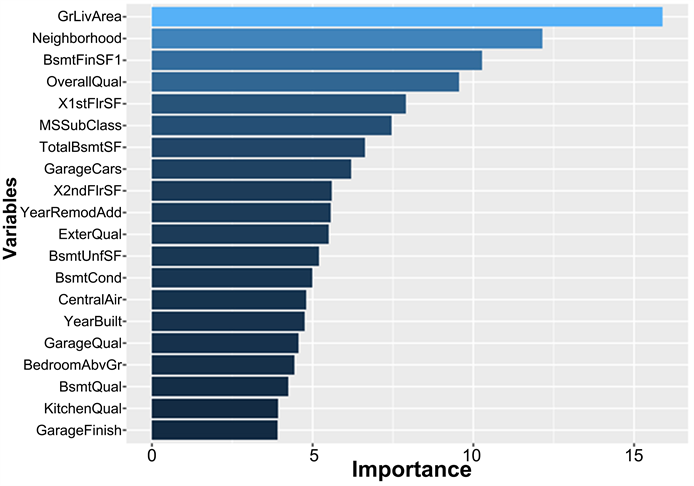 GrLivArea
Neighborhood
BsmtFinSF1
OverallQual
X1stFlrSF
MSSubClass
TotalBsmtSF
GarageCars
X2ndFlrSF
YearRemodAdd
ExterQual
BsmtUnfSF
BsmtCond
CentralAir
YearBuilt
GarageQual
BedroomAbvGr
BsmtQual
KitchenQual
GarageFinish
Variables
0 5 10 15
Importance